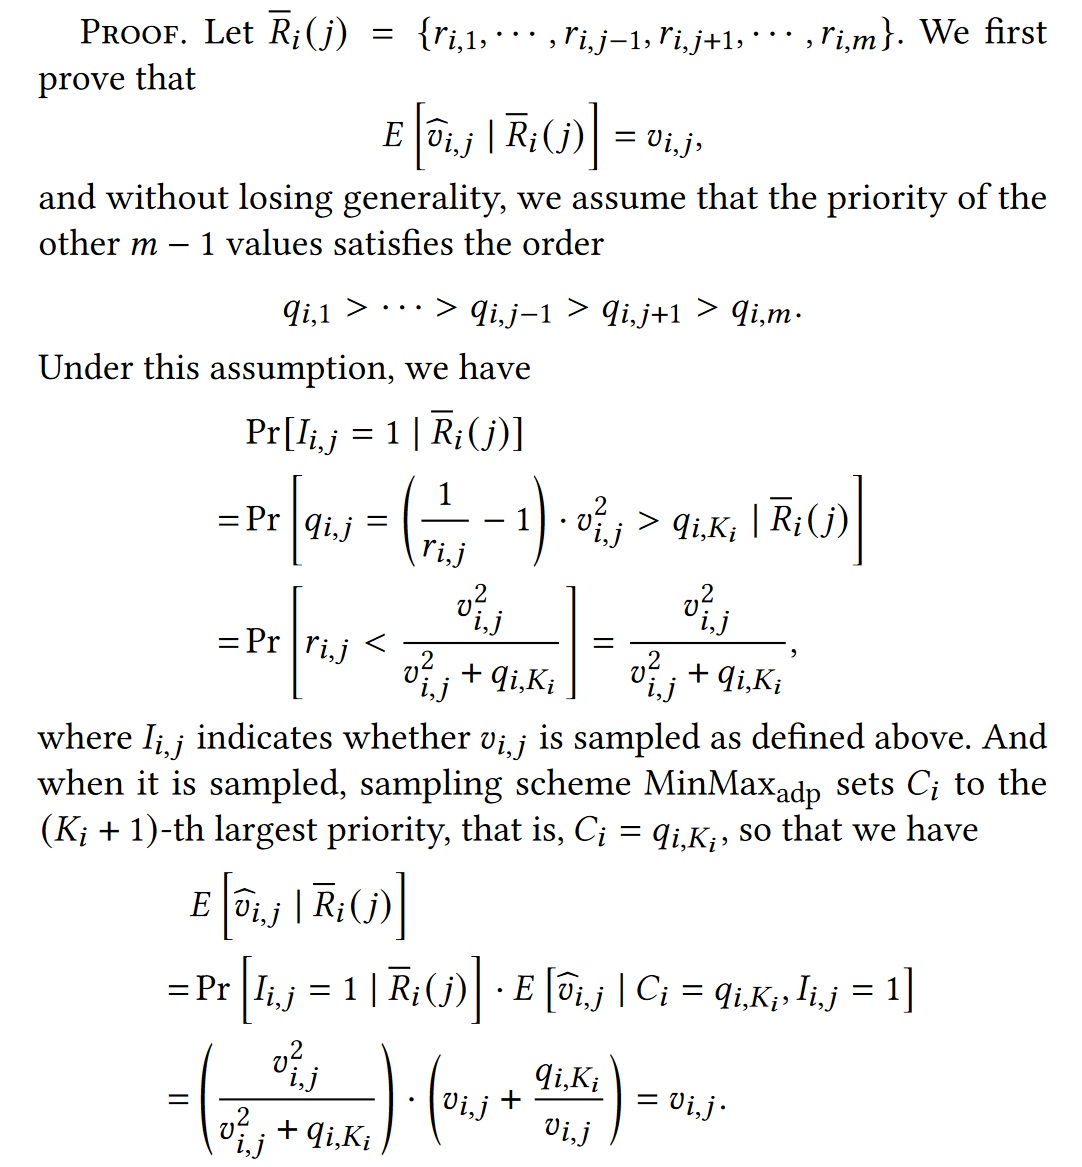 PROOF. Let $\overline{R}_i(j) = \{r_{i,1}, \cdots, r_{i,j-1}, r_{i,j+1}, \cdots, r_{i,m}\}$. We first
prove that
$E\left[\widehat{v}_{i,j} \mid \overline{R}_i(j)\right] = v_{i,j},$
and without losing generality, we assume that the priority of the
other $m - 1$ values satisfies the order
$q_{i,1} > \cdots > q_{i,j-1} > q_{i,j+1} > q_{i,m}.$
Under this assumption, we have
$\Pr[I_{i,j} = 1 \mid \overline{R}_i(j)]$
$= \Pr\left[q_{i,j} = \left(\frac{1}{r_{i,j}} - 1\right) \cdot v_{i,j}^2 > q_{i,K_i} \mid \overline{R}_i(j)\right]$
$= \Pr\left[r_{i,j} < \frac{v_{i,j}^2}{v_{i,j}^2 + q_{i,K_i}}\right] = \frac{v_{i,j}^2}{v_{i,j}^2 + q_{i,K_i}},$
where $I_{i,j}$ indicates whether $v_{i,j}$ is sampled as defined above. And
when it is sampled, sampling scheme MinMax$_{\text{adp}}$ sets $C_i$ to the
$(K_i + 1)$-th largest priority, that is, $C_i = q_{i,K_i}$, so that we have
$E\left[\widehat{v}_{i,j} \mid \overline{R}_i(j)\right]$
$= \Pr\left[I_{i,j} = 1 \mid \overline{R}_i(j)\right] \cdot E\left[\widehat{v}_{i,j} \mid C_i = q_{i,K_i}, I_{i,j} = 1\right]$
$= \left(\frac{v_{i,j}^2}{v_{i,j}^2 + q_{i,K_i}}\right) \cdot \left(v_{i,j} + \frac{q_{i,K_i}}{v_{i,j}}\right) = v_{i,j}.$